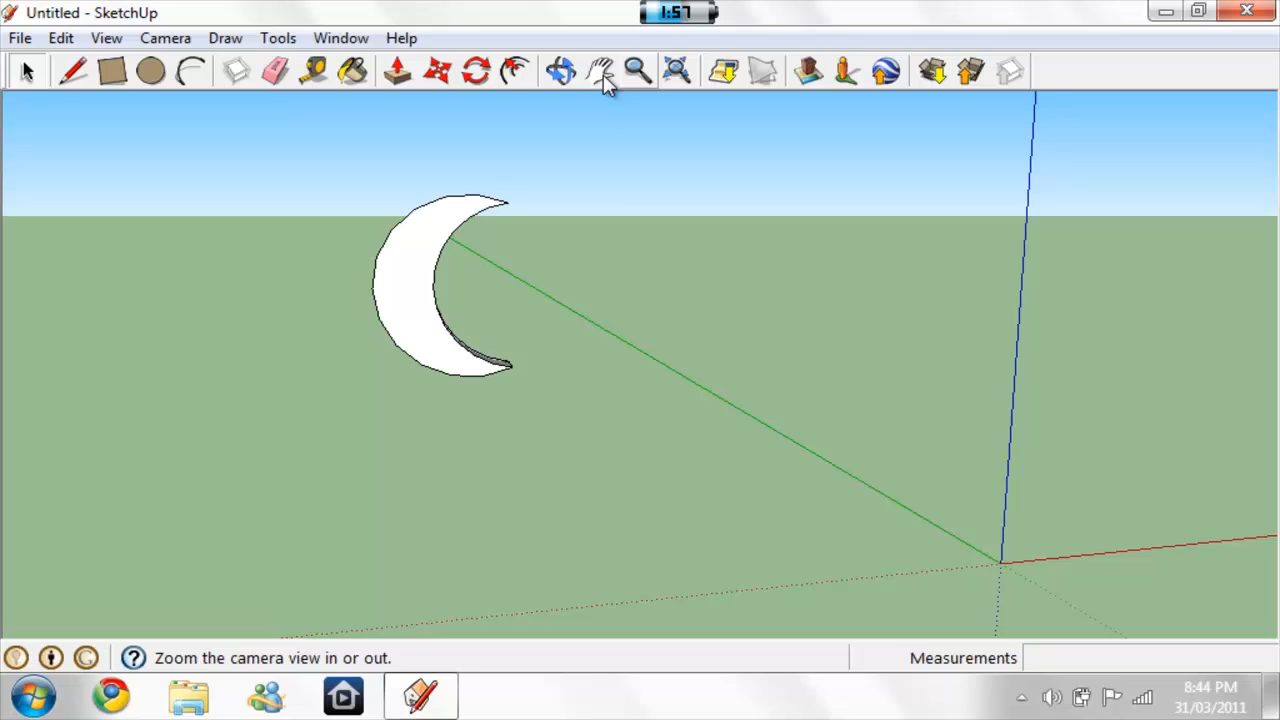 Untitled - SketchUp
1:57
File Edit View Camera Draw Tools Window Help
Zoom the camera view in or out.
Measurements
8:44 PM
31/03/2011